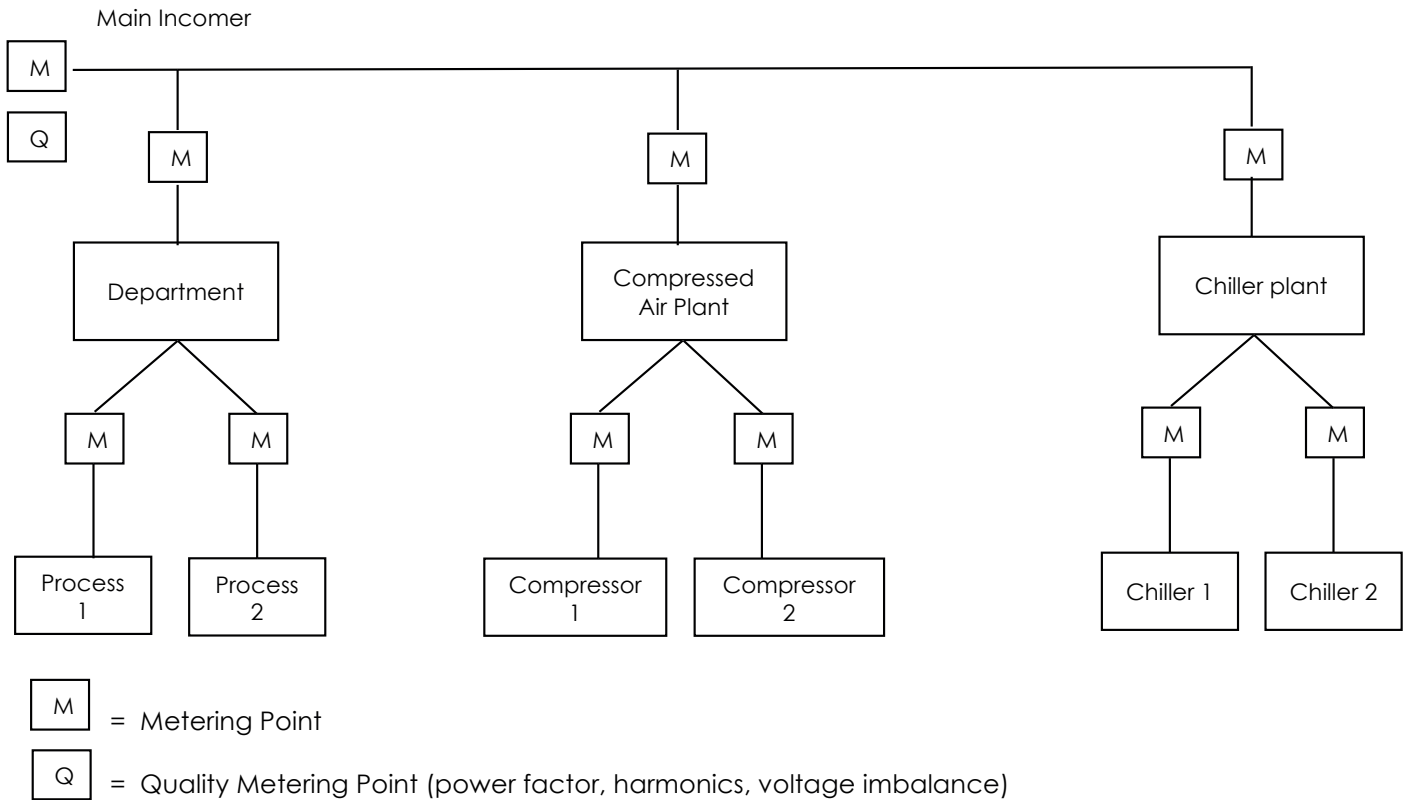 Main Incomer
M
Q
M
M
M
Department
Compressed
Air Plant
Chiller plant
M
M
M
M
M
M
Process
1
Process
2
Compressor
1
Compressor
2
Chiller 1
Chiller 2
M
= Metering Point
Q
= Quality Metering Point (power factor, harmonics, voltage imbalance)